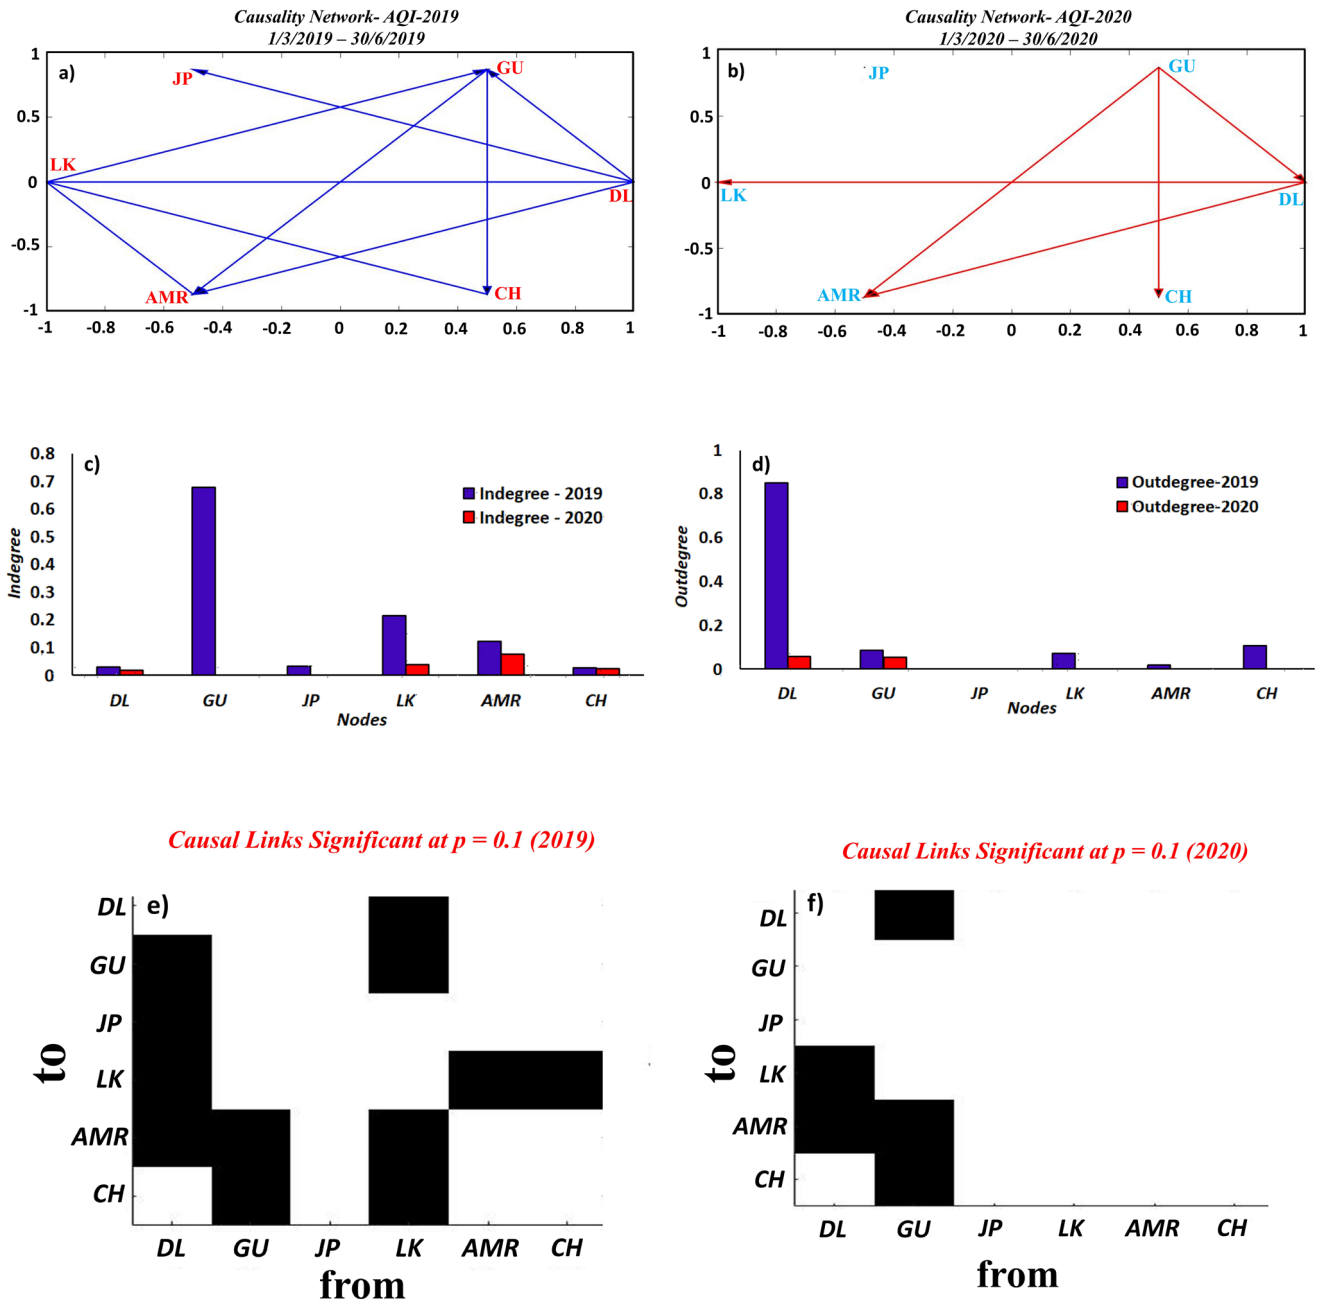 Causality Network- AQI-2019
1/3/2019 – 30/6/2019
a)
JP
GU
LK
DL
AMR
CH
1
0.5
0
-0.5
-1
-1 -0.8 -0.6 -0.4 -0.2 0 0.2 0.4 0.6 0.8 1
Causality Network- AQI-2020
1/3/2020 – 30/6/2020
b)
JP
GU
LK
DL
AMR
CH
1
0.5
0
-0.5
-1
-1 -0.8 -0.6 -0.4 -0.2 0 0.2 0.4 0.6 0.8 1
c)
Indegree
0.8
0.7
0.6
0.5
0.4
0.3
0.2
0.1
0
Indegree - 2019
Indegree - 2020
DL GU JP LK AMR CH
Nodes
d)
Outdegree
1
0.8
0.6
0.4
0.2
0
Outdegree-2019
Outdegree-2020
DL GU JP LK AMR CH
Nodes
Causal Links Significant at p = 0.1 (2019)
e)
to
DL
GU
JP
LK
AMR
CH
DL GU JP LK AMR CH
from
Causal Links Significant at p = 0.1 (2020)
f)
to
DL
GU
JP
LK
AMR
CH
DL GU JP LK AMR CH
from